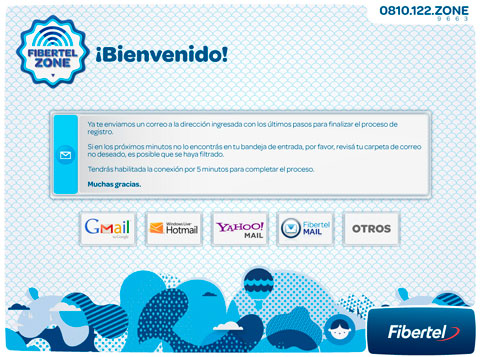 0810.122.ZONE
9663
FIBERTEL
ZONE
¡Bienvenido!
Ya te enviamos un correo a la dirección ingresada con los últimos pasos para finalizar el proceso de
registro.
Si en los próximos minutos no lo encontrás en tu bandeja de entrada, por favor, revisá tu carpeta de correo
no deseado, es posible que se haya filtrado.
Tendrás habilitada la conexión por 5 minutos para completar el proceso.
Muchas gracias.
Gmail
by Google
Windows Live
Hotmail
YAHOO!
MAIL
Fibertel
MAIL
OTROS
Fibertel